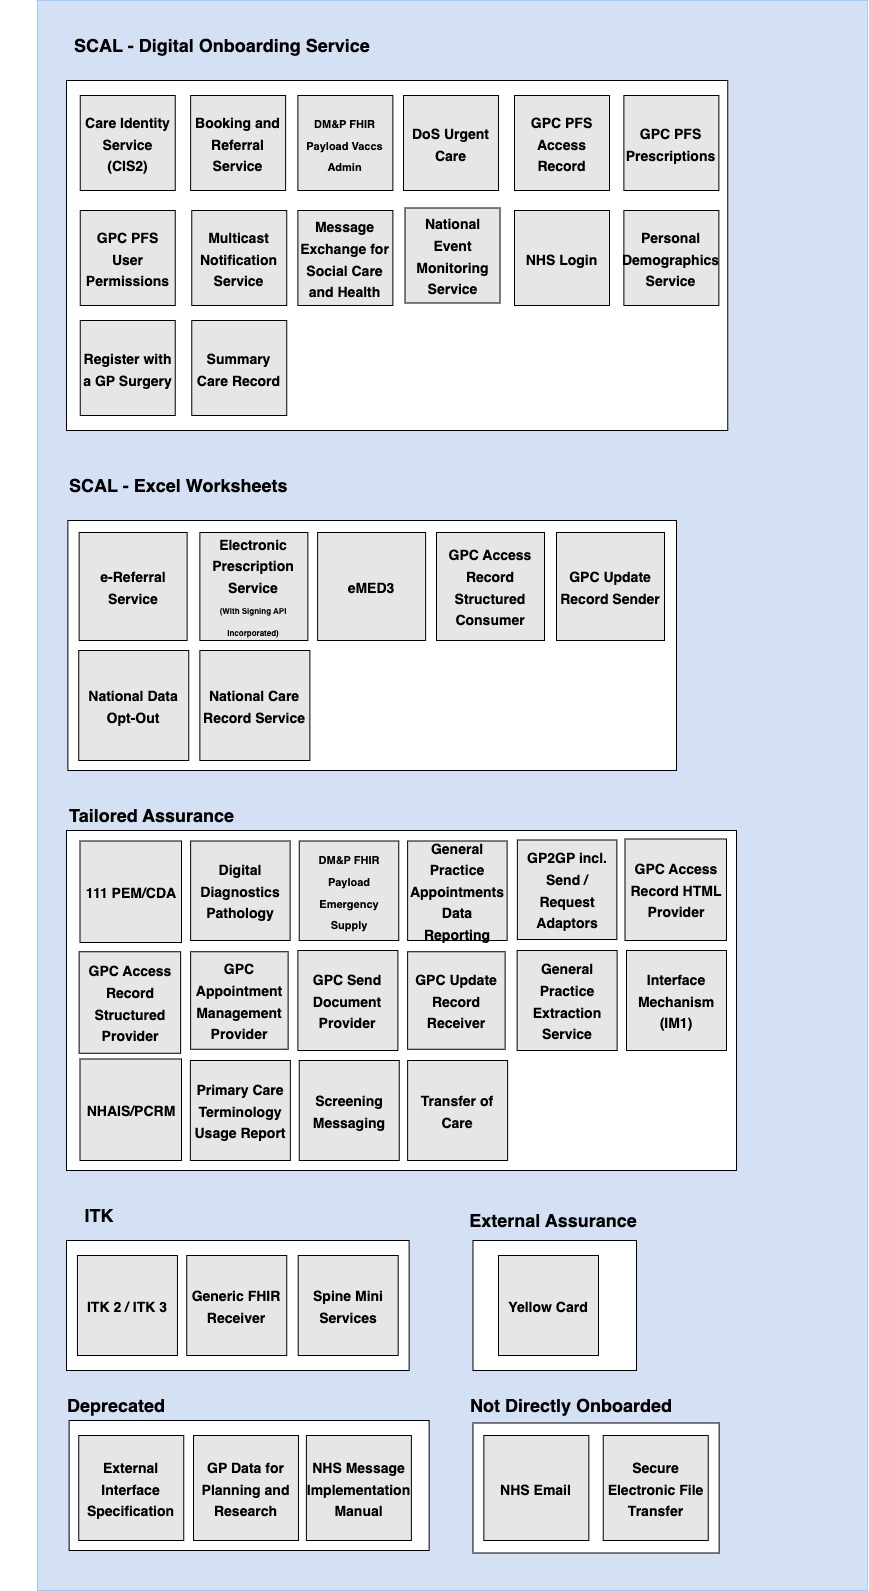 SCAL - Digital Onboarding Service
Care Identity
Service
(CIS2)
Booking and
Referral
Service
DM&P FHIR
Payload Vaccs
Admin
DoS Urgent
Care
GPC PFS
Access
Record
GPC PFS
Prescriptions
GPC PFS
User
Permissions
Multicast
Notification
Service
Message
Exchange for
Social Care
and Health
National
Event
Monitoring
Service
NHS Login
Personal
Demographics
Service
Register with
a GP Surgery
Summary
Care Record
SCAL - Excel Worksheets
e-Referral
Service
Electronic
Prescription
Service
(With Signing API
Incorporated)
eMED3
GPC Access
Record
Structured
Consumer
GPC Update
Record Sender
National Data
Opt-Out
National Care
Record Service
Tailored Assurance
111 PEM/CDA
Digital
Diagnostics
Pathology
DM&P FHIR
Payload
Emergency
Supply
General
Practice
Appointments
Data
Reporting
GP2GP incl.
Send /
Request
Adaptors
GPC Access
Record HTML
Provider
GPC Access
Record
Structured
Provider
GPC
Appointment
Management
Provider
GPC Send
Document
Provider
GPC Update
Record
Receiver
General
Practice
Extraction
Service
Interface
Mechanism
(IM1)
NHAIS/PCRM
Primary Care
Terminology
Usage Report
Screening
Messaging
Transfer of
Care
ITK
ITK 2 / ITK 3
Generic FHIR
Receiver
Spine Mini
Services
External Assurance
Yellow Card
Deprecated
External
Interface
Specification
GP Data for
Planning and
Research
NHS Message
Implementation
Manual
Not Directly Onboarded
NHS Email
Secure
Electronic File
Transfer